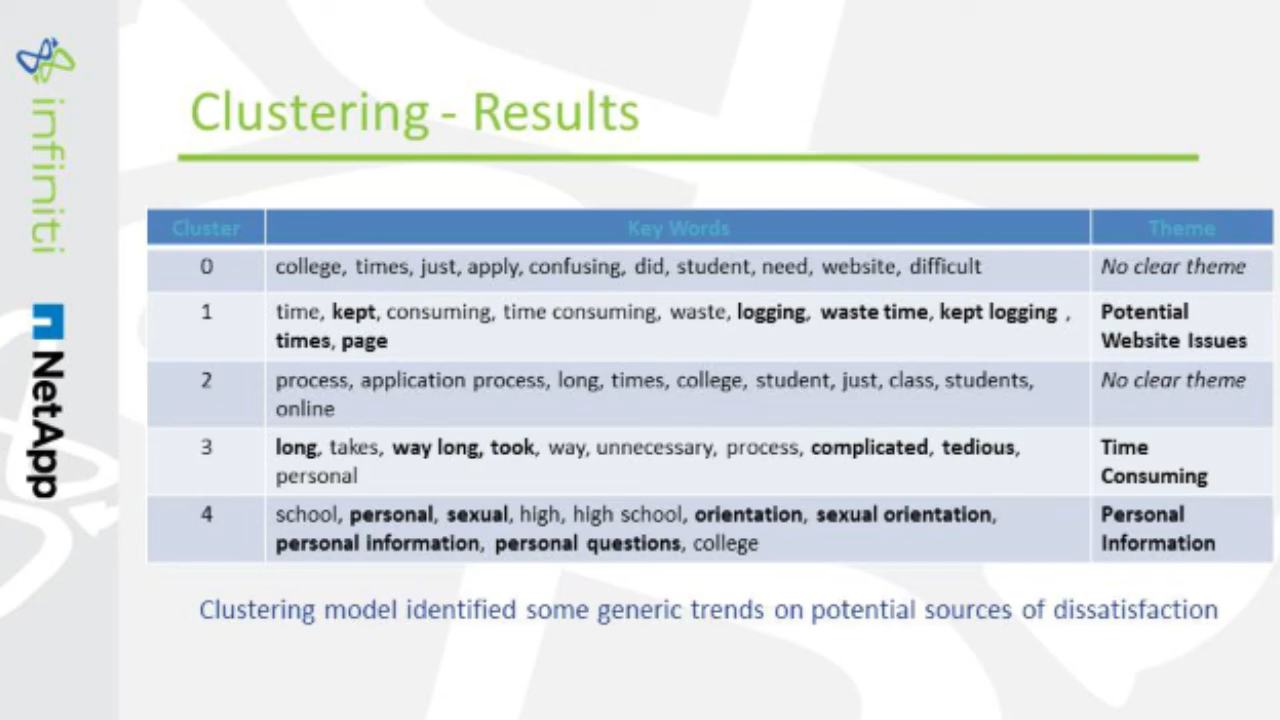 infiniti
NetApp
Clustering - Results
Cluster Key Words Theme
0 college, times, just, apply, confusing, did, student, need, website, difficult No clear theme
1 time, kept, consuming, time consuming, waste, logging, waste time, kept logging , Potential
times, page Website Issues
2 process, application process, long, times, college, student, just, class, students, No clear theme
online
3 long, takes, way long, took, way, unnecessary, process, complicated, tedious, Time
personal Consuming
4 school, personal, sexual, high, high school, orientation, sexual orientation, Personal
personal information, personal questions, college Information
Clustering model identified some generic trends on potential sources of dissatisfaction